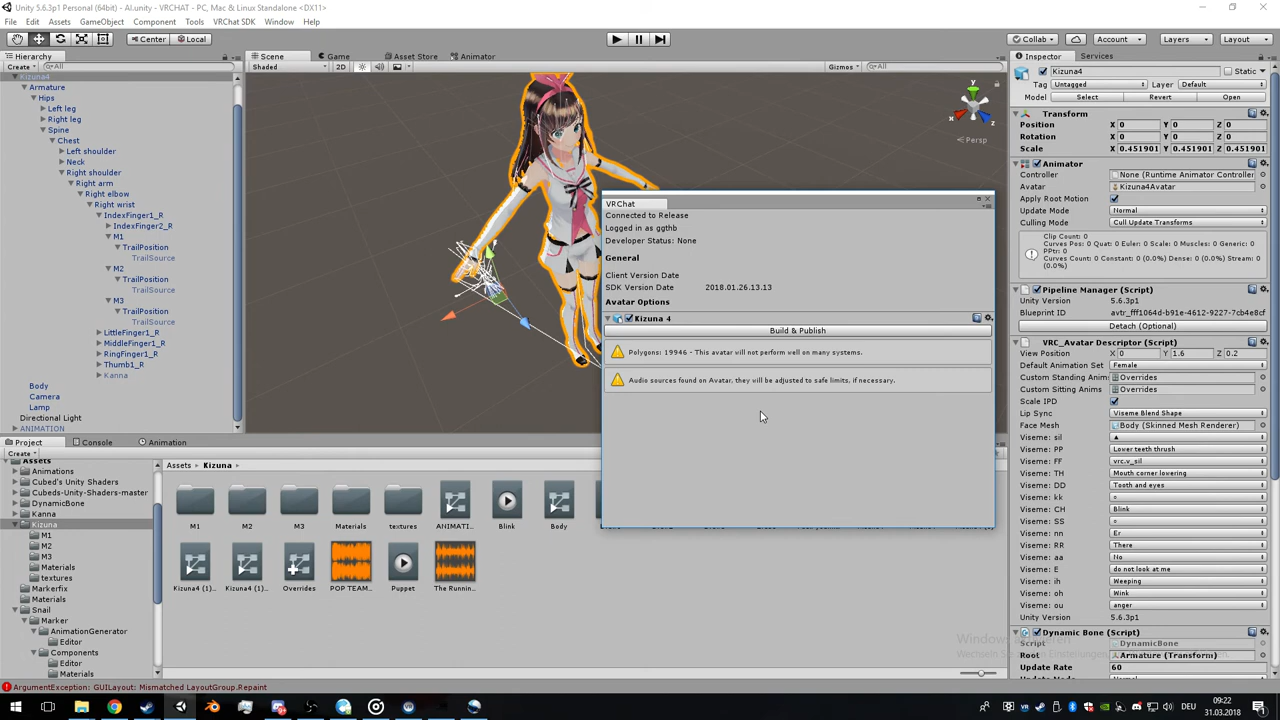 Unity 5.6.3p1 Personal (64bit) - AI.unity - VRCHAT - PC, Mac & Linux Standalone <DX11>
File Edit Assets GameObject Component Tools VRChat SDK Window Help
Center Local
Collab Account Layers Layout
Hierarchy
Create All
Kizuna4
Armature
Hips
Left leg
Right leg
Spine
Chest
Left shoulder
Neck
Right shoulder
Right arm
Right elbow
Right wrist
IndexFinger1_R
IndexFinger2_R
M1
TrailPosition
TrailSource
M2
TrailPosition
TrailSource
M3
TrailPosition
TrailSource
LittleFinger1_R
MiddleFinger1_R
RingFinger1_R
Thumb1_R
Kanna
Body
Camera
Lamp
Directional Light
ANIMATION
Scene Game Asset Store Animator
Shaded 2D Gizmos All
y
x
z
Persp
VRChat
Connected to Release
Logged in as ggthb
Developer Status: None
General
Client Version Date
SDK Version Date 2018.01.26.13.13
Avatar Options
Kizuna 4
Build & Publish
Polygons: 19946 - This avatar will not perform well on many systems.
Audio sources found on Avatar, they will be adjusted to safe limits, if necessary.
Project Console Animation
Create
Assets
Animations
Cubed's Unity Shaders
Cubeds-Unity-Shaders-master
DynamicBone
Kanna
Kizuna
M1
M2
M3
Materials
textures
Markerfix
Materials
Snail
Marker
AnimationGenerator
Editor
Components
Editor
Materials
Assets Kizuna
M1 M2 M3 Materials textures ANIMATI... Blink Body
Kizuna4 (1)... Kizuna4 (1)... Overrides POP TEAM... Puppet The Runnin...
Inspector Services
Kizuna4 Static
Tag Untagged Layer Default
Model Select Revert Open
Transform
Position X 0 Y 0 Z 0
Rotation X 0 Y 0 Z 0
Scale X 0.451901 Y 0.451901 Z 0.451901
Animator
Controller None (Runtime Animator Controller
Avatar Kizuna4Avatar
Apply Root Motion
Update Mode Normal
Culling Mode Cull Update Transforms
Clip Count: 0
Curves Pos: 0 Quat: 0 Euler: 0 Scale: 0 Muscles: 0 Generic: 0
PPtr: 0
Curves Count: 0 Constant: 0 (0.0%) Dense: 0 (0.0%) Stream: 0
(0.0%)
Pipeline Manager (Script)
Unity Version 5.6.3p1
Blueprint ID avtr_fff1064d-b91e-4612-9227-7cb4e8cf
Detach (Optional)
VRC_Avatar Descriptor (Script)
View Position X 0 Y 1.6 Z 0.2
Default Animation Set Female
Custom Standing Anim Overrides
Custom Sitting Anims Overrides
Scale IPD
Lip Sync Viseme Blend Shape
Face Mesh Body (Skinned Mesh Renderer)
Viseme: sil ▲
Viseme: PP Lower teeth thrush
Viseme: FF vrc.v_sil
Viseme: TH Mouth corner lowering
Viseme: DD Tooth and eyes
Viseme: kk
Viseme: CH Blink
Viseme: SS
Viseme: nn Er
Viseme: RR There
Viseme: aa No
Viseme: E do not look at me
Viseme: ih Weeping
Viseme: oh Wink
Viseme: ou anger
Unity Version 5.6.3p1
Dynamic Bone (Script)
Script DynamicBone
Root Armature (Transform)
Update Rate 60
ArgumentException: GUILayout: Mismatched LayoutGroup.Repaint
DEU 09:22
31.03.2018